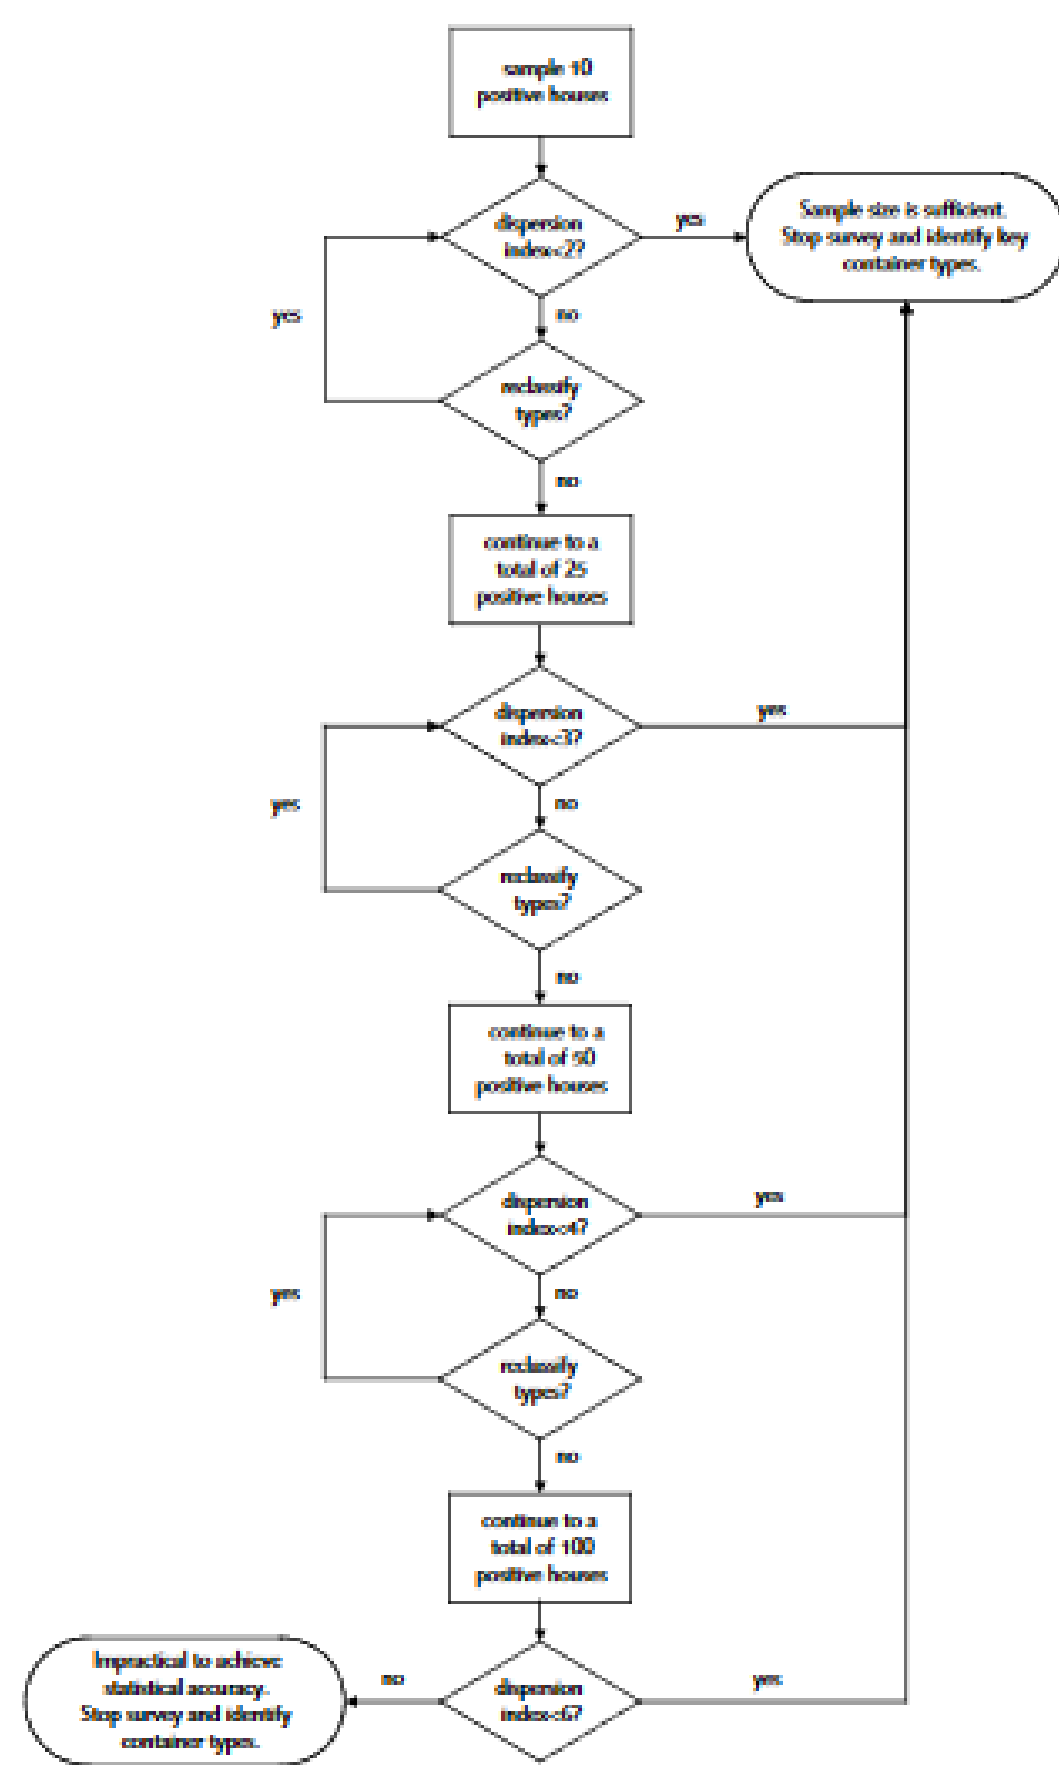 sample 10
positive houses
dispersion
index<2?
yes
Sample size is sufficient.
Stop survey and identify key
container types.
no
yes
reclassify
types?
no
continue to a
total of 25
positive houses
dispersion
index<3?
yes
no
yes
reclassify
types?
no
continue to a
total of 50
positive houses
dispersion
index<4?
yes
no
yes
reclassify
types?
no
continue to a
total of 100
positive houses
dispersion
index<6?
yes
no
Impractical to achieve
statistical accuracy.
Stop survey and identify
container types.